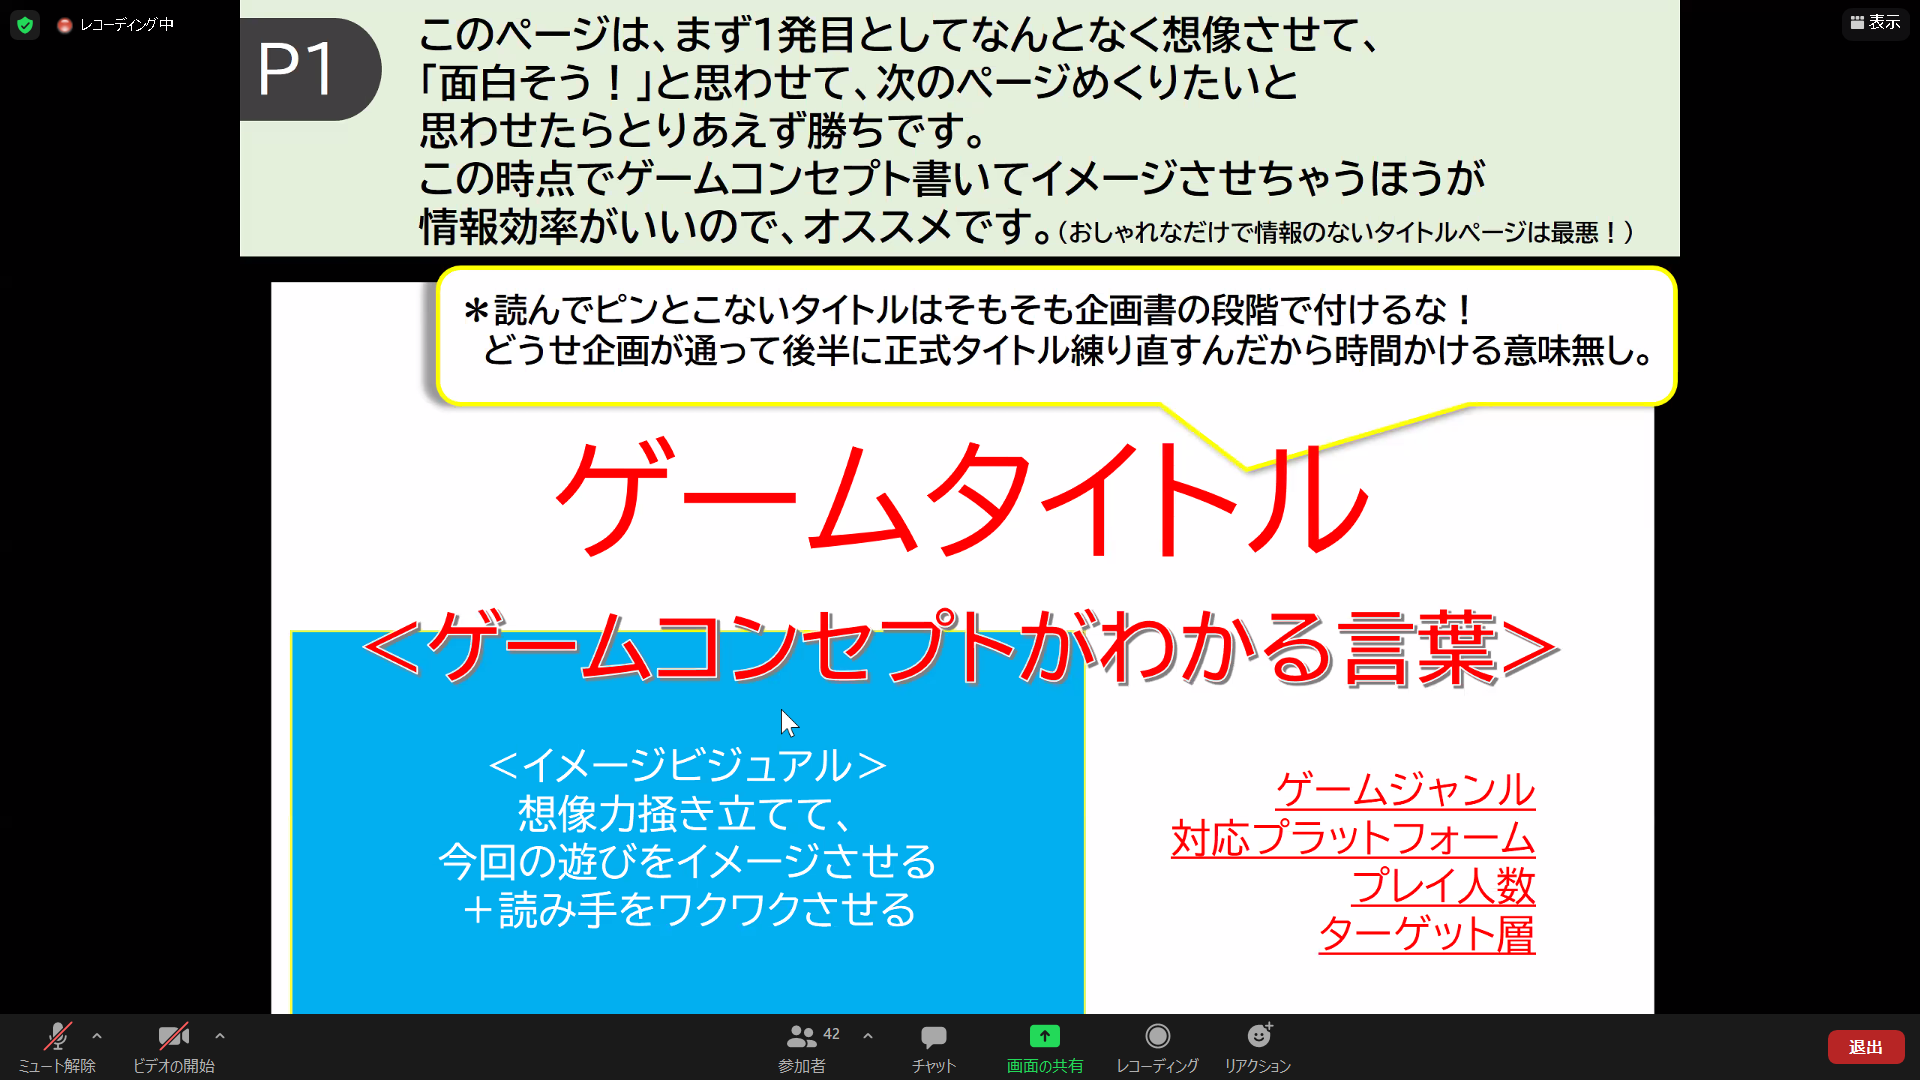 レコーディング中
表示
P1
このページは、まず1発目としてなんとなく想像させて、
「面白そう！」と思わせて、次のページめくりたいと
思わせたらとりあえず勝ちです。
この時点でゲームコンセプト書いてイメージさせちゃうほうが
情報効率がいいので、オススメです。（おしゃれなだけで情報のないタイトルページは最悪！）
＊読んでピンとこないタイトルはそもそも企画書の段階で付けるな！
どうせ企画が通って後半に正式タイトル練り直すんだから時間かける意味無し。
ゲームタイトル
＜ゲームコンセプトがわかる言葉＞
＜イメージビジュアル＞
想像力掻き立てて、
今回の遊びをイメージさせる
＋読み手をワクワクさせる
ゲームジャンル
対応プラットフォーム
プレイ人数
ターゲット層
ミュート解除
ビデオの開始
42
参加者
チャット
画面の共有
レコーディング
リアクション
退出